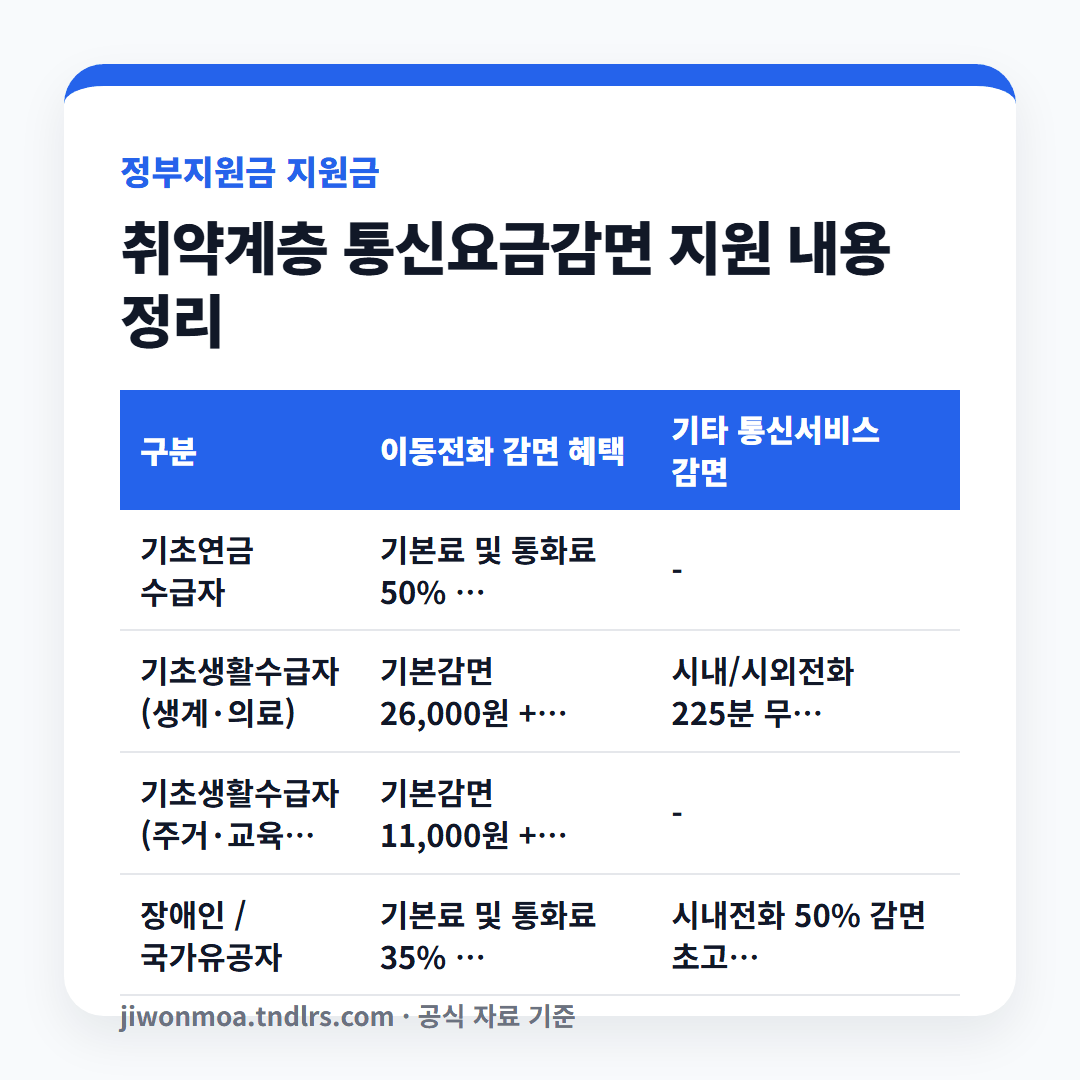 정부지원금 지원금
취약계층 통신요금감면 지원 내용
정리
구분
이동전화 감면 혜택
기타 통신서비스
감면
기초연금
수급자
기본료 및 통화료
50% …
-
기초생활수급자
(생계·의료)
기본감면
26,000원 +…
시내/시외전화
225분 무…
기초생활수급자
(주거·교육…
기본감면
11,000원 +…
-
장애인 /
국가유공자
기본료 및 통화료
35% …
시내전화 50% 감면
초고…
jiwonmoa.tndlrs.com · 공식 자료 기준